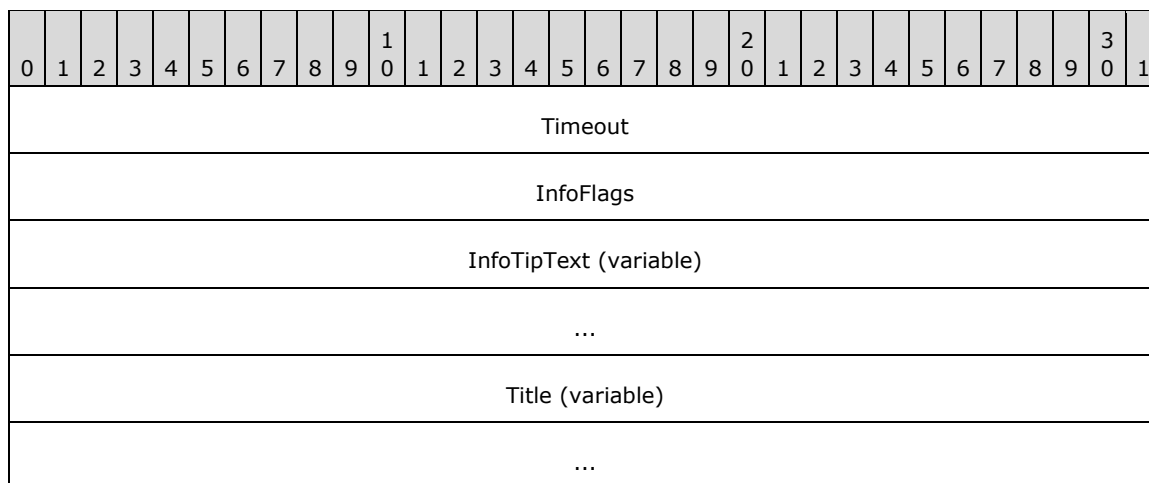 1 2 3
0 1 2 3 4 5 6 7 8 9 0 1 2 3 4 5 6 7 8 9 0 1 2 3 4 5 6 7 8 9 0 1
Timeout
InfoFlags
InfoTipText (variable)
...
Title (variable)
...